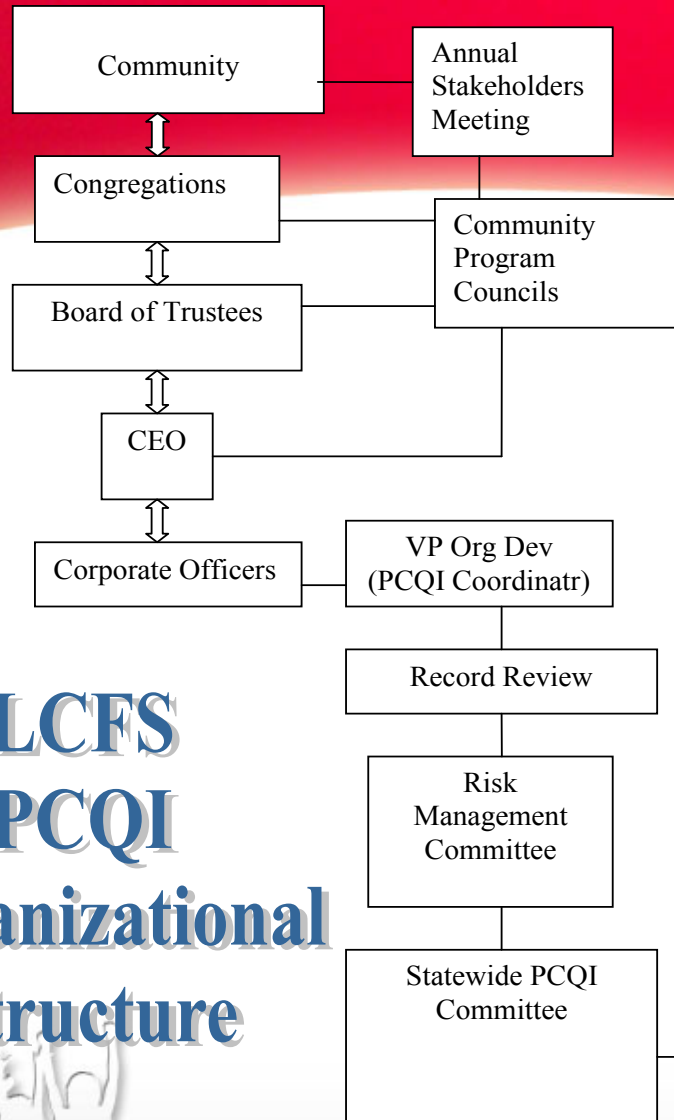 Community
Annual
Stakeholders
Meeting
Congregations
Community
Program
Councils
Board of Trustees
CEO
Corporate Officers
VP Org Dev
(PCQI Coordinatr)
Record Review
Risk
Management
Committee
Statewide PCQI
Committee
LCFS
PCQI
anizational
tructure